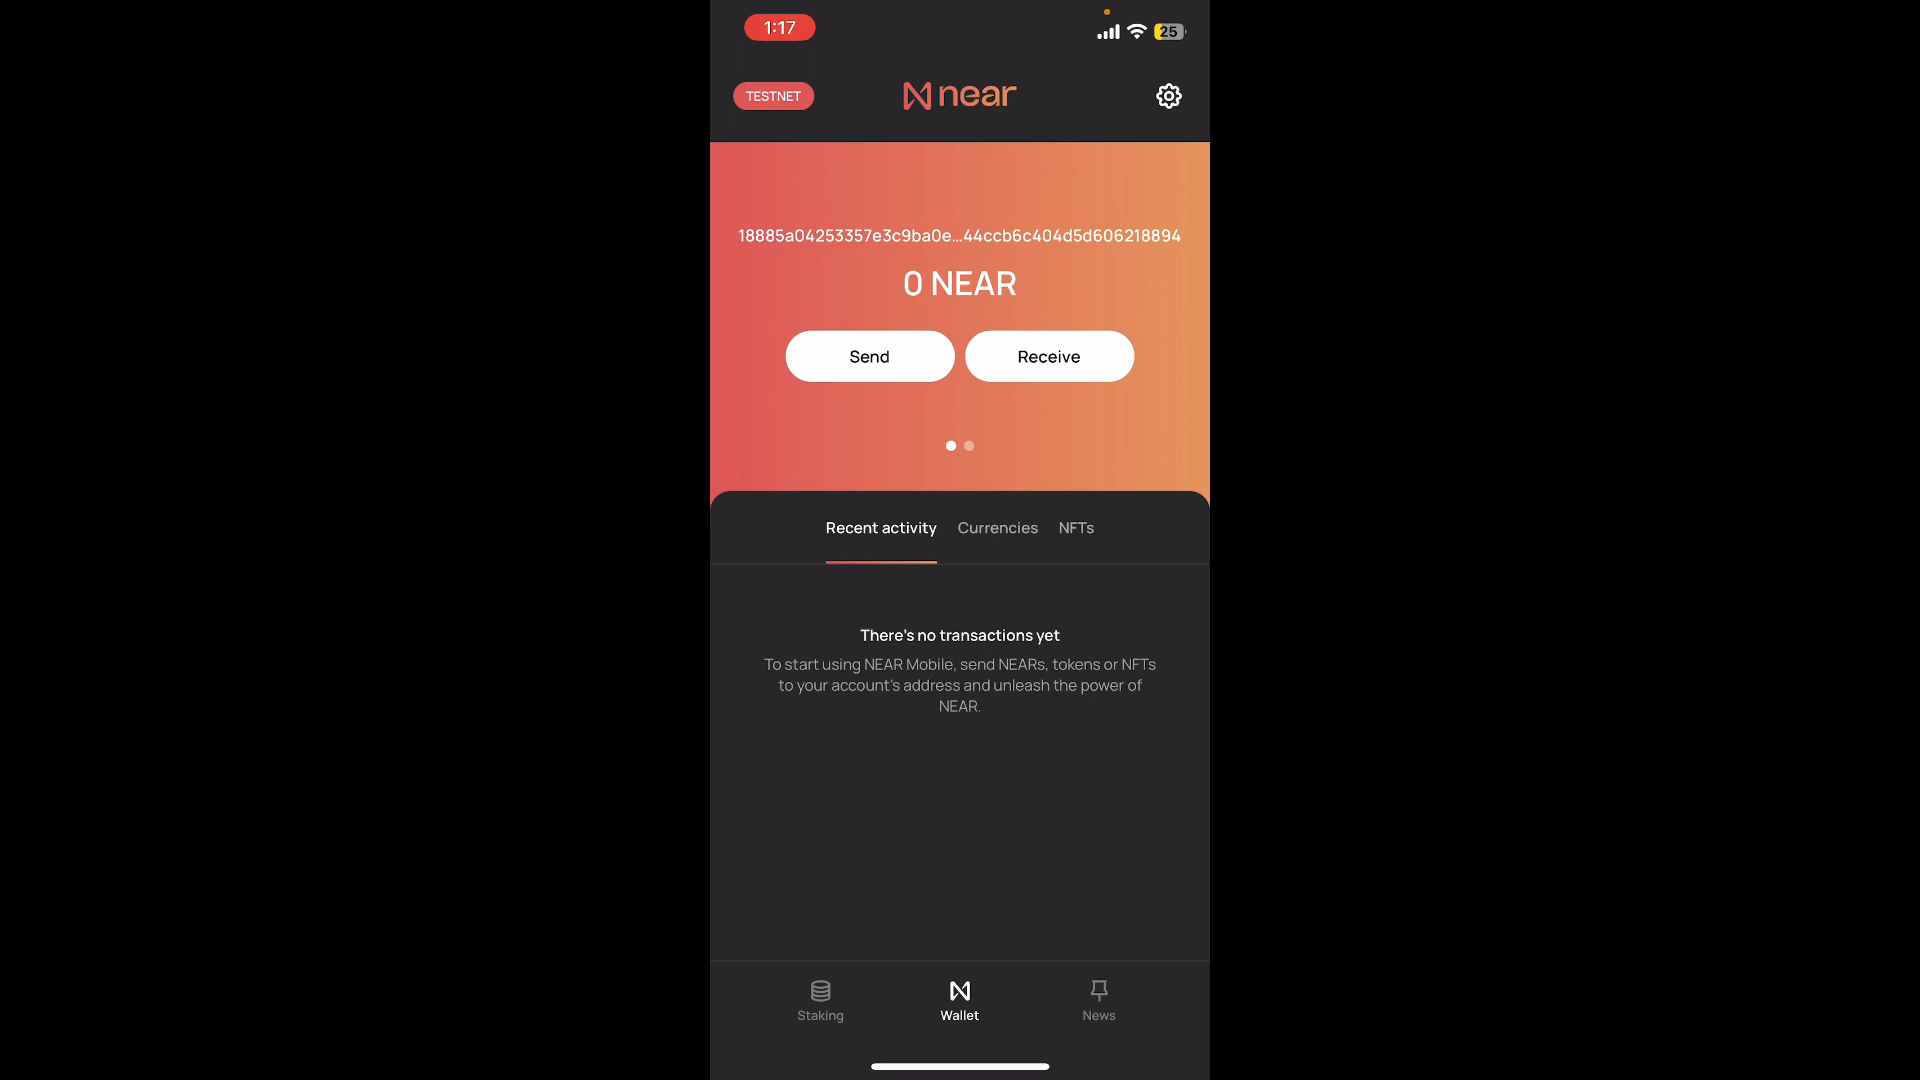 1:17
25
TESTNET
near
18885a04253357e3c9ba0e...44ccb6c404d5d606218894
0 NEAR
Send Receive
Recent activity Currencies NFTs
There's no transactions yet
To start using NEAR Mobile, send NEARs, tokens or NFTs
to your account's address and unleash the power of
NEAR.
Staking Wallet News